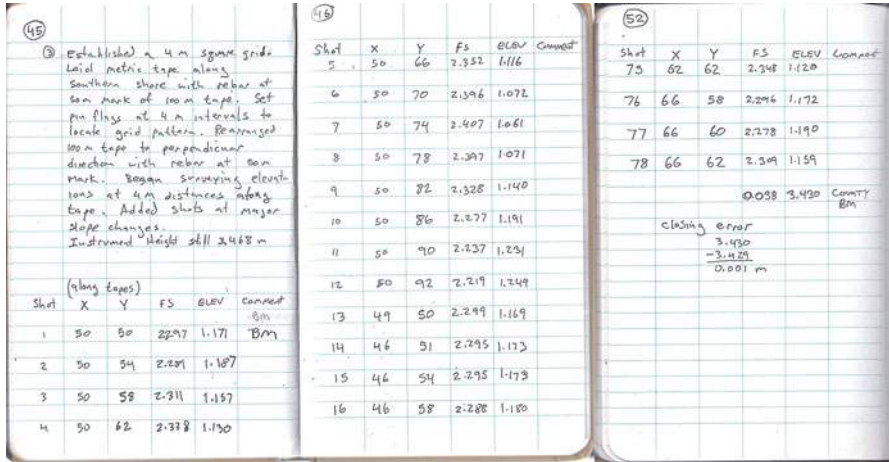 45
③ Established a 4 m square grid.
Laid metric tape along
Southern shore with rebar at
50m mark of 100m tape. Set
pin flags at 4 m intervals to
locate grid pattern. Rearranged
100 m tape to perpendicular
direction with rebar at 50m
mark. Began surveying elevat-
ions at 4m distances along
tape. Added shots at major
slope changes.
Instrument Height still 3.468 m
(along tapes)
Shot X Y FS ELEV Comment
BM
1 50 50 2.297 1.171 BM
2 50 54 2.281 1.187
3 50 58 2.311 1.157
4 50 62 2.338 1.130
46
Shot X Y FS ELEV Comment
5 50 66 2.352 1.116
6 50 70 2.396 1.072
7 50 74 2.407 1.061
8 50 78 2.397 1.071
9 50 82 2.328 1.140
10 50 86 2.277 1.191
11 50 90 2.237 1.231
12 50 92 2.219 1.249
13 49 50 2.299 1.169
14 46 51 2.295 1.173
15 46 54 2.295 1.173
16 46 58 2.288 1.180
52
Shot X Y FS ELEV Comment
75 62 62 2.348 1.120
76 66 58 2.296 1.172
77 66 60 2.278 1.190
78 66 62 2.309 1.159
0.038 3.430 County
BM
closing error
3.430
-3.429
0.001 m